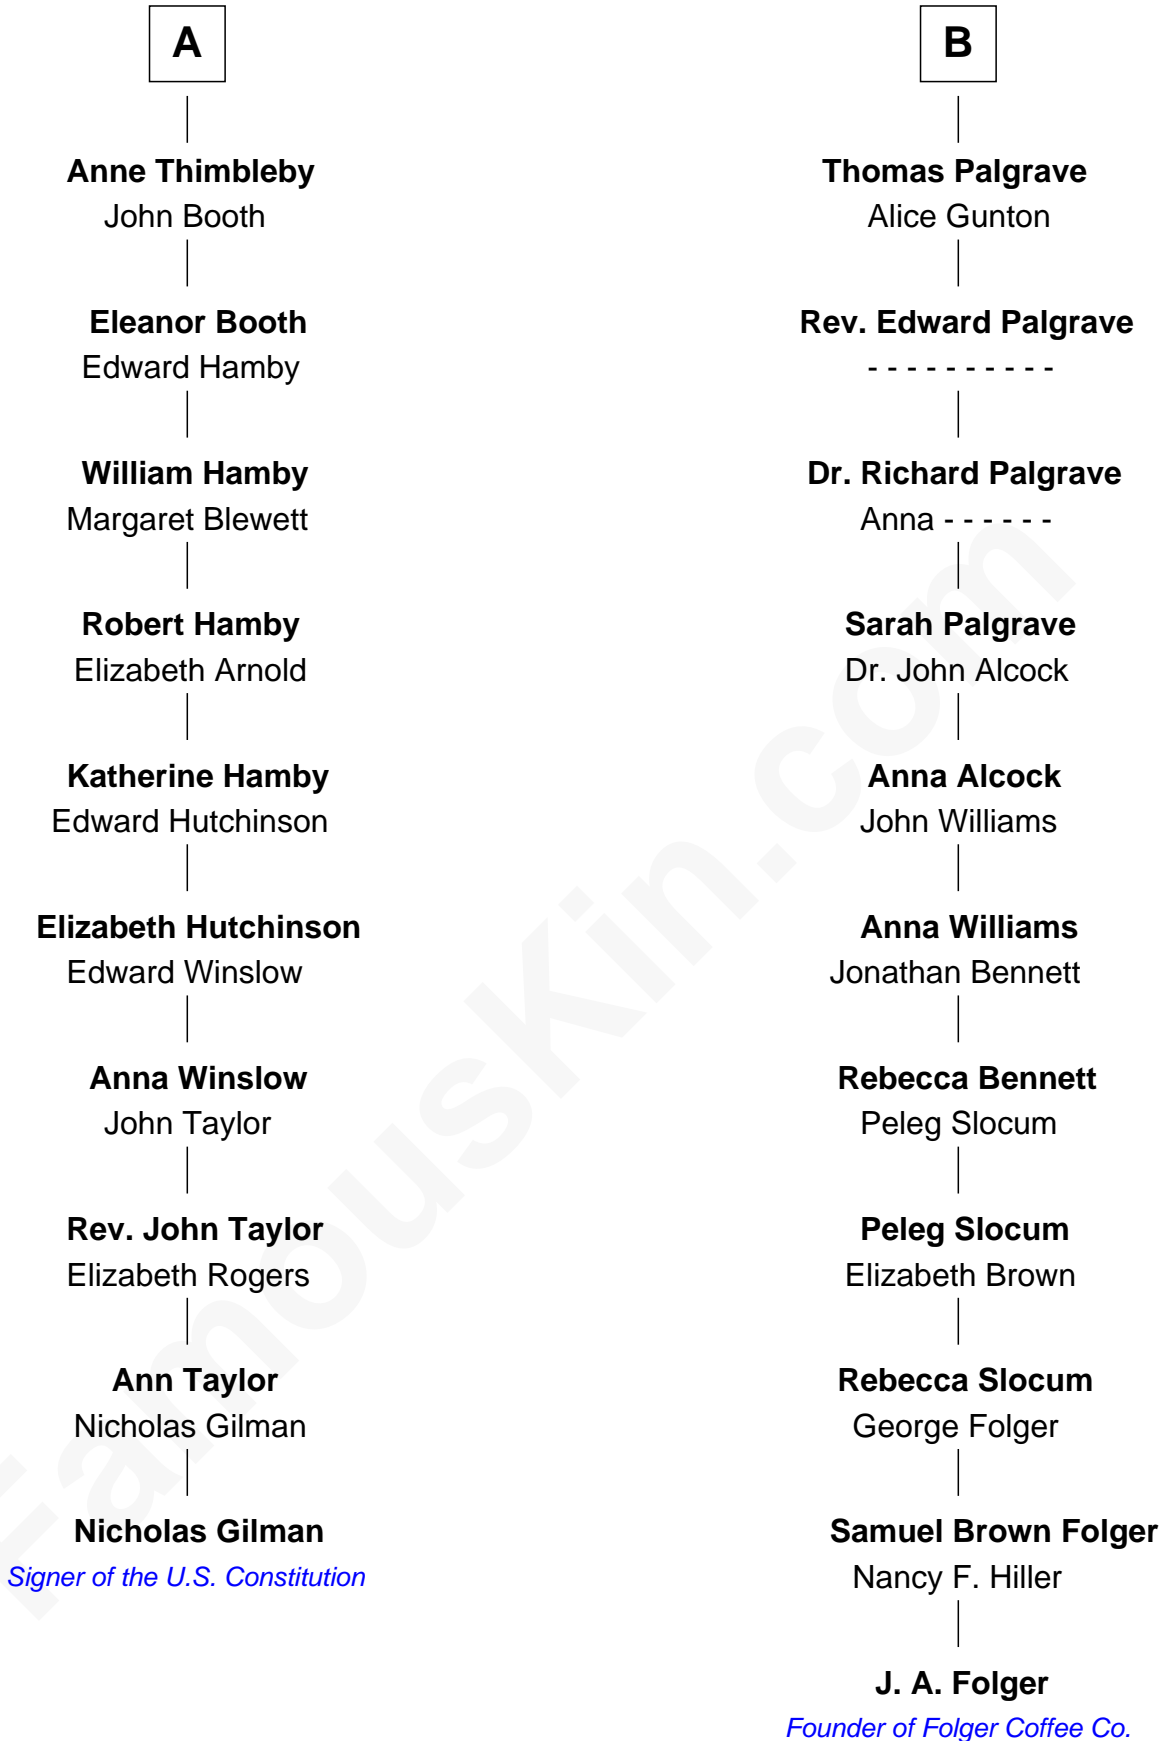 A
Anne Thimbleby
John Booth
Eleanor Booth
Edward Hamby
William Hamby
Margaret Blewett
Robert Hamby
Elizabeth Arnold
Katherine Hamby
Edward Hutchinson
Elizabeth Hutchinson
Edward Winslow
Anna Winslow
John Taylor
Rev. John Taylor
Elizabeth Rogers
Ann Taylor
Nicholas Gilman
Nicholas Gilman
Signer of the U.S. Constitution
B
Thomas Palgrave
Alice Gunton
Rev. Edward Palgrave
- - - - - - - - - -
Dr. Richard Palgrave
Anna - - - - - -
Sarah Palgrave
Dr. John Alcock
Anna Alcock
John Williams
Anna Williams
Jonathan Bennett
Rebecca Bennett
Peleg Slocum
Peleg Slocum
Elizabeth Brown
Rebecca Slocum
George Folger
Samuel Brown Folger
Nancy F. Hiller
J. A. Folger
Founder of Folger Coffee Co.
FamousKin.com